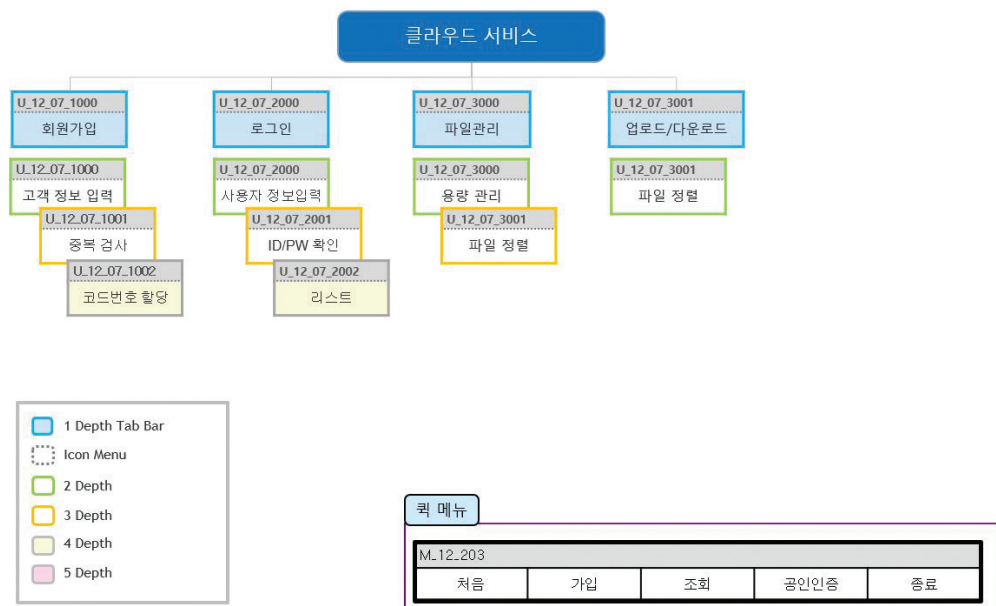 클라우드 서비스
U_12_07_1000
회원가입
U_12_07_2000
로그인
U_12_07_3000
파일관리
U_12_07_3001
업로드/다운로드
U_12_07_1000
고객 정보 입력
U_12_07_1001
중복 검사
U_12_07_1002
코드번호 할당
U_12_07_2000
사용자 정보입력
U_12_07_2001
ID/PW 확인
U_12_07_2002
리스트
U_12_07_3000
용량 관리
U_12_07_3001
파일 정렬
U_12_07_3001
파일 정렬
1 Depth Tab Bar
Icon Menu
2 Depth
3 Depth
4 Depth
5 Depth
퀵 메뉴
M_12_203
처음 가입 조회 공인인증 종료